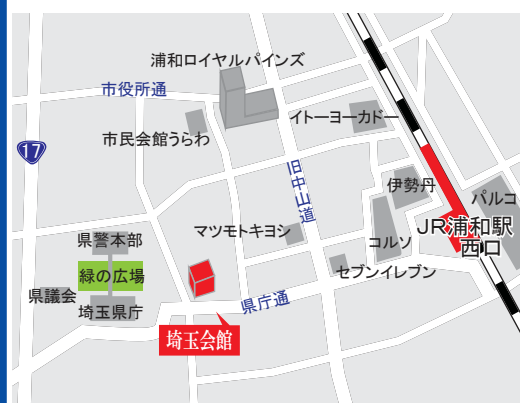 浦和ロイヤルパインズ
市役所通
イトーヨーカドー
市民会館うらわ
17
旧中山道
伊勢丹
パルコ
マツモトキヨシ
JR浦和駅
西口
県警本部
コルソ
セブンイレブン
緑の広場
県議会
埼玉県庁
県庁通
埼玉会館